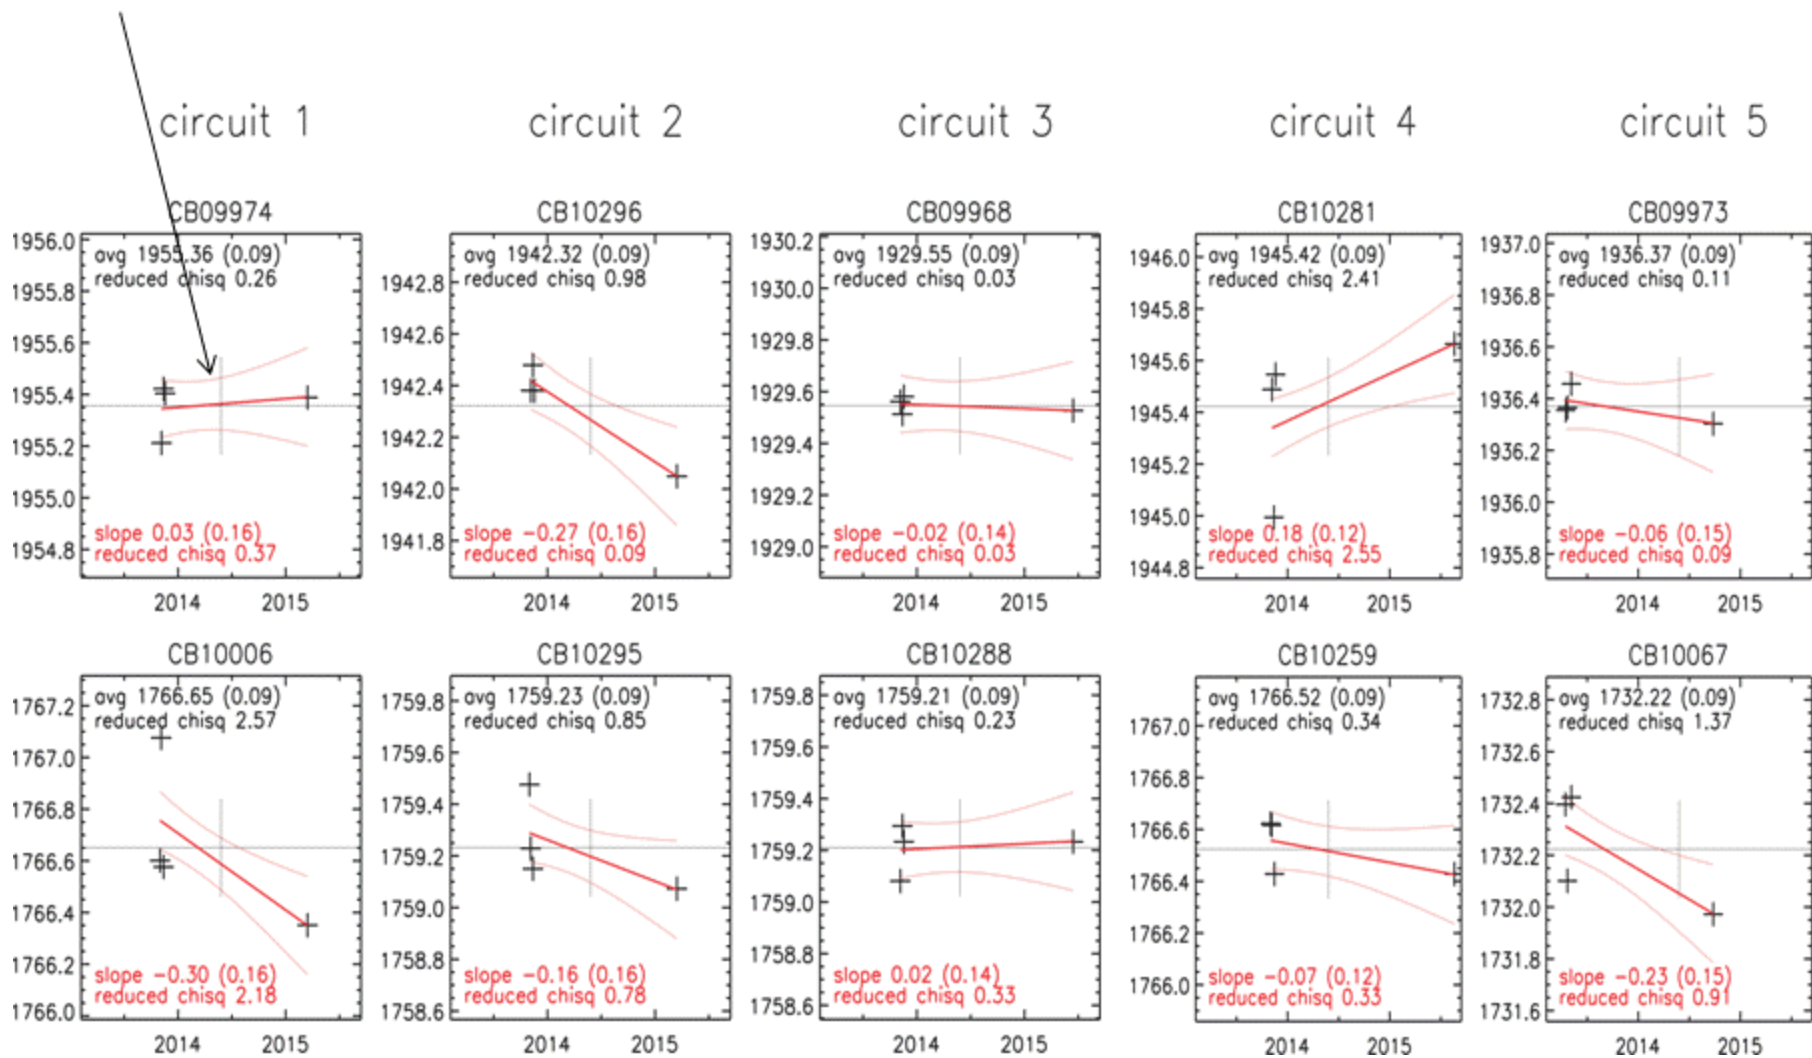 circuit 1
circuit 2
circuit 3
circuit 4
circuit 5
CB09974
avg 1955.36 (0.09)
reduced chisq 0.26
1956.0
1955.8
1955.6
1955.4
1955.2
1955.0
1954.8
slope 0.03 (0.16)
reduced chisq 0.37
2014
2015
CB10296
avg 1942.32 (0.09)
reduced chisq 0.98
1942.8
1942.6
1942.4
1942.2
1942.0
1941.8
slope -0.27 (0.16)
reduced chisq 0.09
2014
2015
CB09968
avg 1929.55 (0.09)
reduced chisq 0.03
1930.2
1930.0
1929.8
1929.6
1929.4
1929.2
1929.0
slope -0.02 (0.14)
reduced chisq 0.03
2014
2015
CB10281
avg 1945.42 (0.09)
reduced chisq 2.41
1946.0
1945.8
1945.6
1945.4
1945.2
1945.0
1944.8
slope 0.18 (0.12)
reduced chisq 2.55
2014
2015
CB09973
avg 1936.37 (0.09)
reduced chisq 0.11
1937.0
1936.8
1936.6
1936.4
1936.2
1936.0
1935.8
slope -0.06 (0.15)
reduced chisq 0.09
2014
2015
CB10006
avg 1766.65 (0.09)
reduced chisq 2.57
1767.2
1767.0
1766.8
1766.6
1766.4
1766.2
1766.0
slope -0.30 (0.16)
reduced chisq 2.18
2014
2015
CB10295
avg 1759.23 (0.09)
reduced chisq 0.85
1759.8
1759.6
1759.4
1759.2
1759.0
1758.8
1758.6
slope -0.16 (0.16)
reduced chisq 0.78
2014
2015
CB10288
avg 1759.21 (0.09)
reduced chisq 0.23
1759.8
1759.6
1759.4
1759.2
1759.0
1758.8
1758.6
slope 0.02 (0.14)
reduced chisq 0.33
2014
2015
CB10259
avg 1766.52 (0.09)
reduced chisq 0.34
1767.0
1766.8
1766.6
1766.4
1766.2
1766.0
slope -0.07 (0.12)
reduced chisq 0.33
2014
2015
CB10067
avg 1732.22 (0.09)
reduced chisq 1.37
1732.8
1732.6
1732.4
1732.2
1732.0
1731.8
1731.6
slope -0.23 (0.15)
reduced chisq 0.91
2014
2015